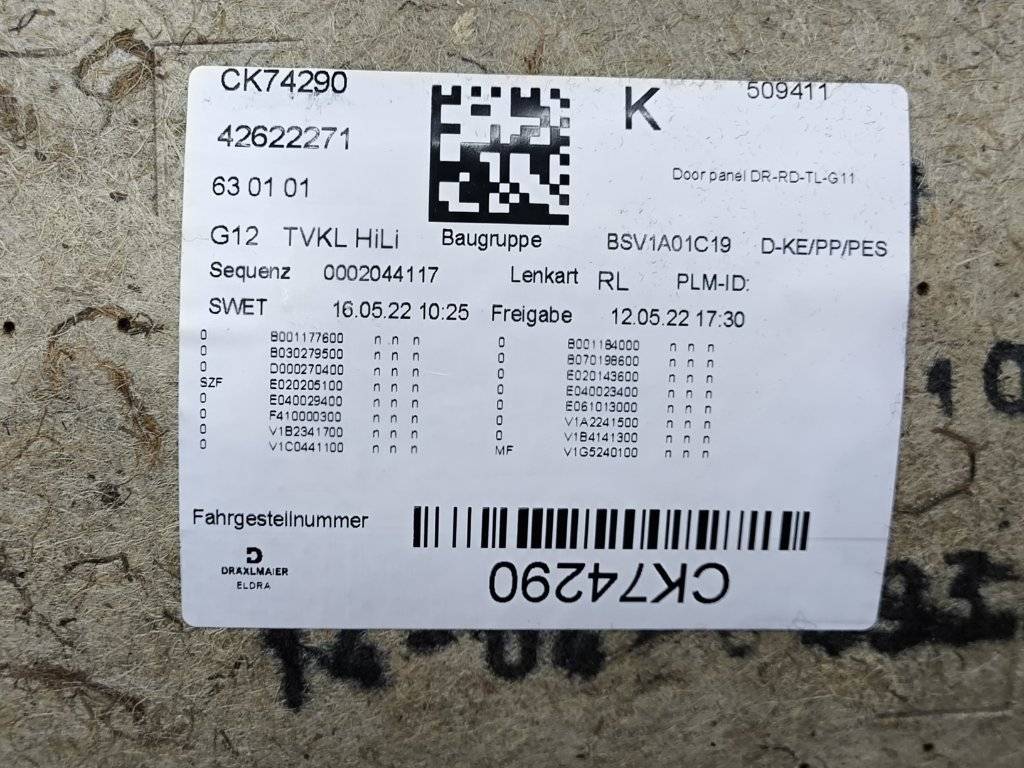 CK74290
42622271
63 01 01
K
509411
Door panel DR-RD-TL-G11
G12 TVKL HiLi Baugruppe BSV1A01C19 D-KE/PP/PES
Sequenz 0002044117 Lenkart RL PLM-ID:
SWET 16.05.22 10:25 Freigabe 12.05.22 17:30
0 B001177600 n n n 0 B001184000 n n n
0 B030279500 n n n 0 B070198600 n n n
0 D000270400 n n n 0 E020143600 n n n
SZF E020205100 n n n 0 E040023400 n n n
0 E040029400 n n n 0 E061013000 n n n
0 F410000300 n n n 0 V1A2241500 n n n
0 V1B2341700 n n n 0 V1B4141300 n n n
0 V1C0441100 n n n MF V1G5240100 n n n
Fahrgestellnummer
DRÄXLMAIER
ELDRA
CK74290